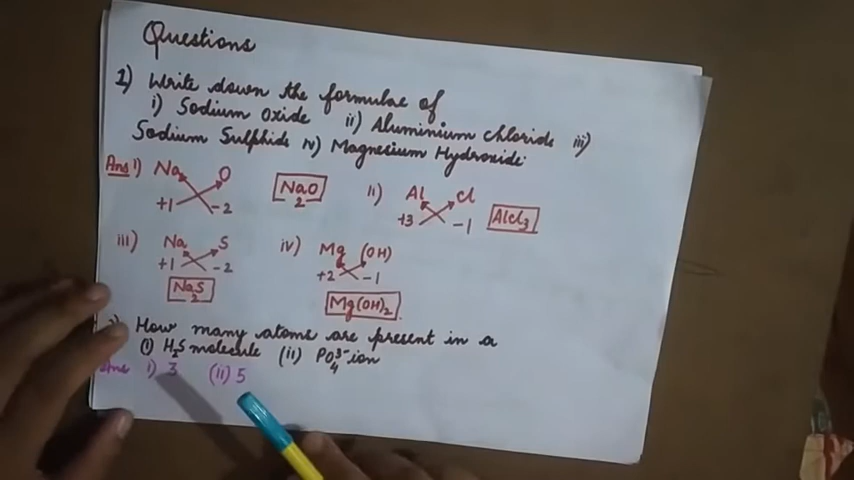 Questions
1) Write down the formulae of
i) Sodium Oxide ii) Aluminium Chloride iii)
Sodium Sulphide iv) Magnesium Hydroxide.
Ans i) Na O
+1 -2
Na₂O
ii) Al Cl
+3 -1
AlCl₃
iii) Na S
+1 -2
Na₂S
iv) Mg (OH)
+2 -1
Mg(OH)₂.
How many atoms are present in a
(i) H₂S molecule (ii) PO₄³⁻ ion
i) 3 (ii) 5